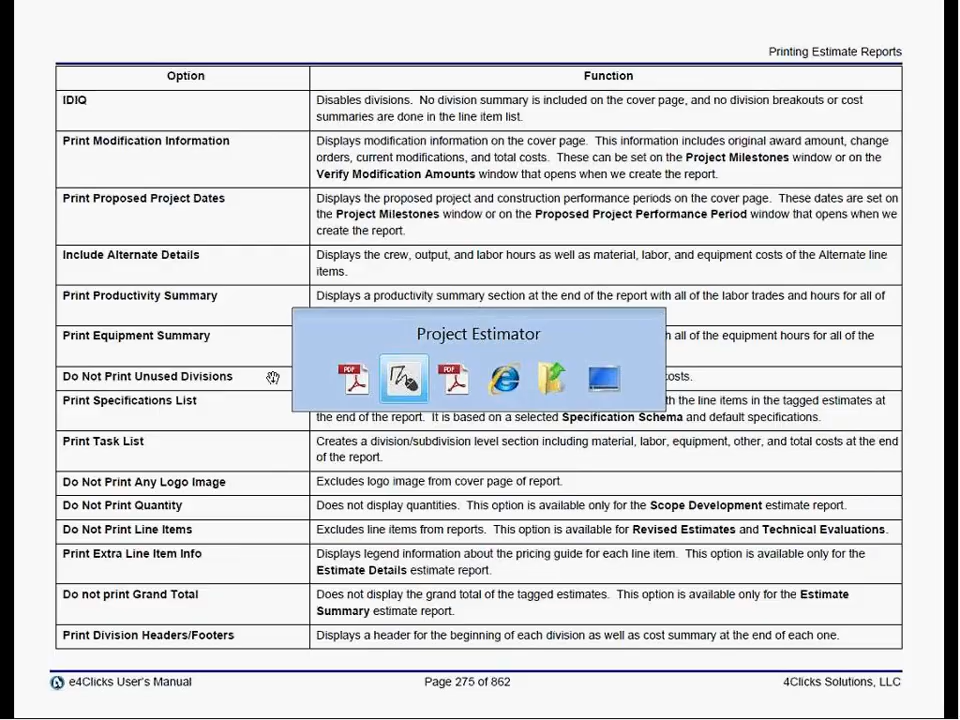 Printing Estimate Reports
Option Function
IDIQ Disables divisions. No division summary is included on the cover page, and no division breakouts or cost
summaries are done in the line item list.
Print Modification Information Displays modification information on the cover page. This information includes original award amount, change
orders, current modifications, and total costs. These can be set on the Project Milestones window or on the
Verify Modification Amounts window that opens when we create the report.
Print Proposed Project Dates Displays the proposed project and construction performance periods on the cover page. These dates are set on
the Project Milestones window or on the Proposed Project Performance Period window that opens when we
create the report.
Include Alternate Details Displays the crew, output, and labor hours as well as material, labor, and equipment costs of the Alternate line
items.
Print Productivity Summary Displays a productivity summary section at the end of the report with all of the labor trades and hours for all of
Project Estimator
Print Equipment Summary all of the equipment hours for all of the
PDF PDF
Do Not Print Unused Divisions costs.
Print Specifications List the line items in the tagged estimates at
the end of the report. It is based on a selected Specification Schema and default specifications.
Print Task List Creates a division/subdivision level section including material, labor, equipment, other, and total costs at the end
of the report.
Do Not Print Any Logo Image Excludes logo image from cover page of report.
Do Not Print Quantity Does not display quantities. This option is available only for the Scope Development estimate report.
Do Not Print Line Items Excludes line items from reports. This option is available for Revised Estimates and Technical Evaluations.
Print Extra Line Item Info Displays legend information about the pricing guide for each line item. This option is available only for the
Estimate Details estimate report.
Do not print Grand Total Does not display the grand total of the tagged estimates. This option is available only for the Estimate
Summary estimate report.
Print Division Headers/Footers Displays a header for the beginning of each division as well as cost summary at the end of each one.
e4Clicks User's Manual Page 275 of 862 4Clicks Solutions, LLC